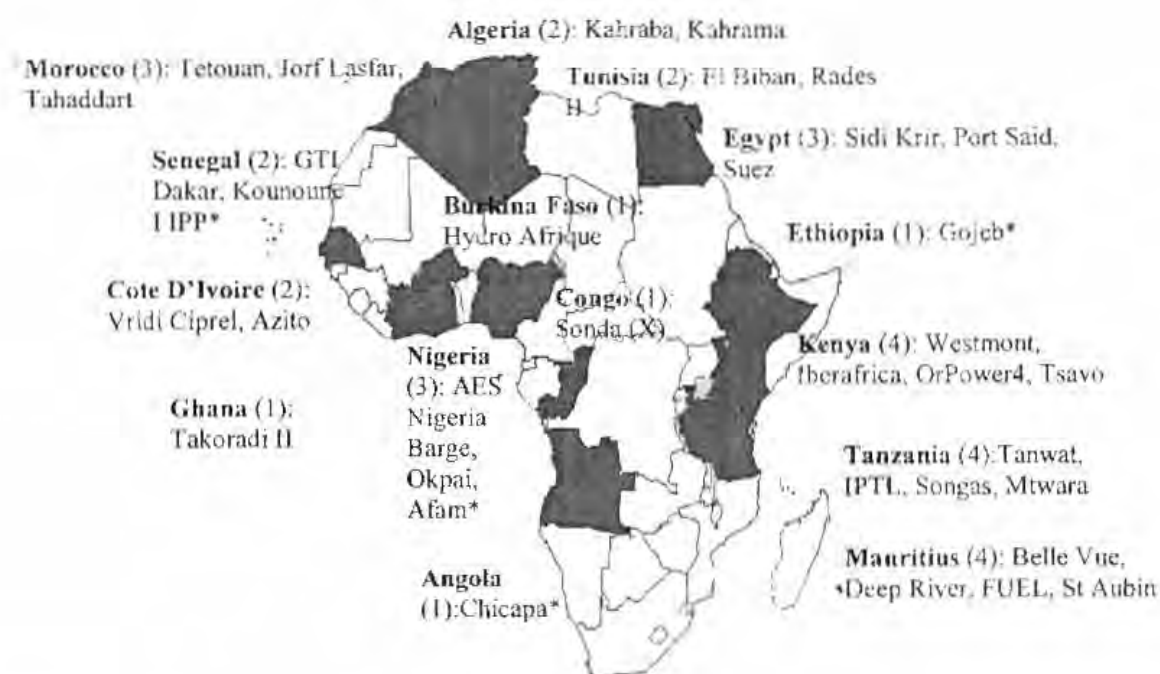 Algeria (2): Kahraba, Kahrama
Morocco (3): Tetouan, Jorf Lasfar,
Tahaddart
Tunisia (2): El Biban, Rades
II
Egypt (3): Sidi Krir, Port Said,
Suez
Senegal (2): GTI
Dakar, Kounoune
I IPP*
Burkina Faso (1):
Hydro Afrique
Ethiopia (1): Gojeb*
Cote D'Ivoire (2):
Vridi Ciprel, Azito
Congo (1):
Sonda (X)
Nigeria
(3): AES
Nigeria
Barge,
Okpai,
Afam*
Kenya (4): Westmont,
Iberafrica, OrPower4, Tsavo
Ghana (1):
Takoradi II
Tanzania (4):Tanwat,
IPTL, Songas, Mtwara
Mauritius (4): Belle Vue,
Deep River, FUEL, St Aubin
Angola
(1):Chicapa*